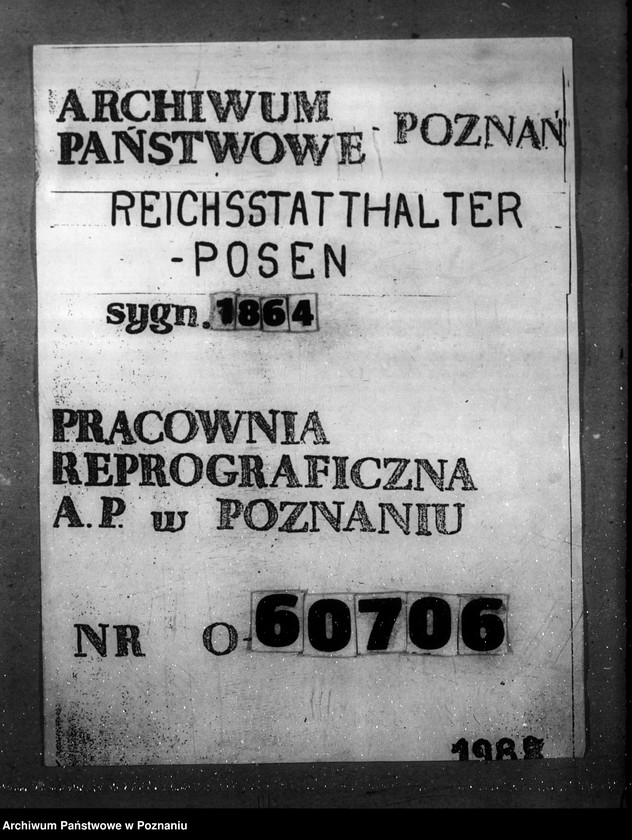 ARCHIWUM
PAŃSTWOWE - POZNAŃ
REICHSSTATTHALTER
-POSEN
sygn. 1864
PRACOWNIA
REPROGRAFICZNA
A.P. w POZNANIU
NR O-60706
Archiwum Państwowe w Poznaniu